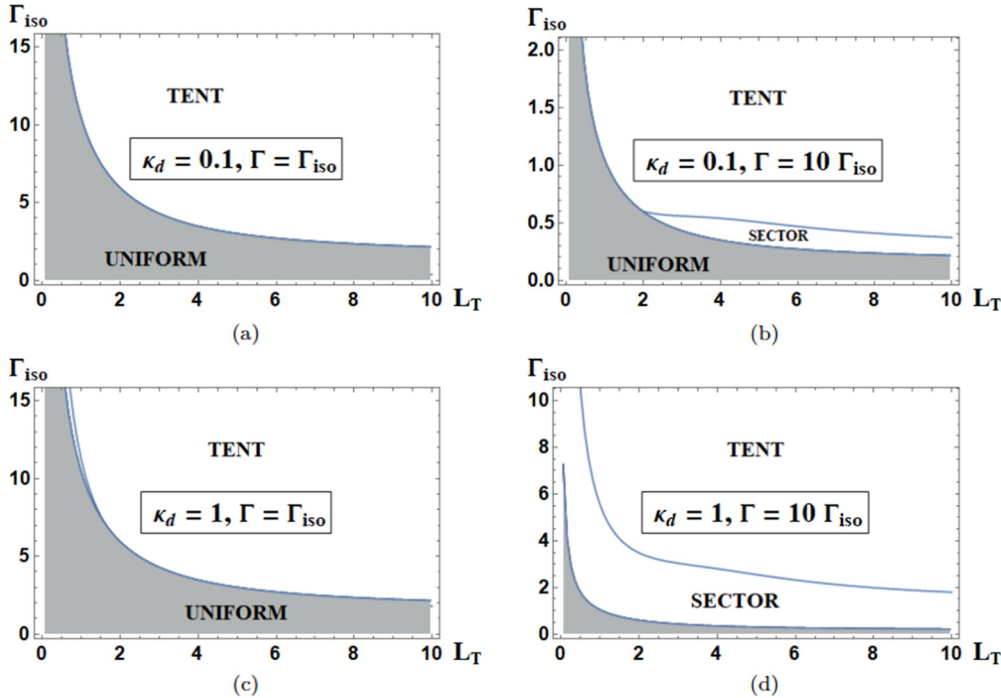 Γiso
15
10
5
0
TENT
κd = 0.1, Γ = Γiso
UNIFORM
0 2 4 6 8 10 LT
(a)
Γiso
2.0
1.5
1.0
0.5
0.0
TENT
κd = 0.1, Γ = 10 Γiso
SECTOR
UNIFORM
0 2 4 6 8 10 LT
(b)
Γiso
15
10
5
0
TENT
κd = 1, Γ = Γiso
UNIFORM
0 2 4 6 8 10 LT
(c)
Γiso
10
8
6
4
2
0
TENT
κd = 1, Γ = 10 Γiso
SECTOR
0 2 4 6 8 10 LT
(d)